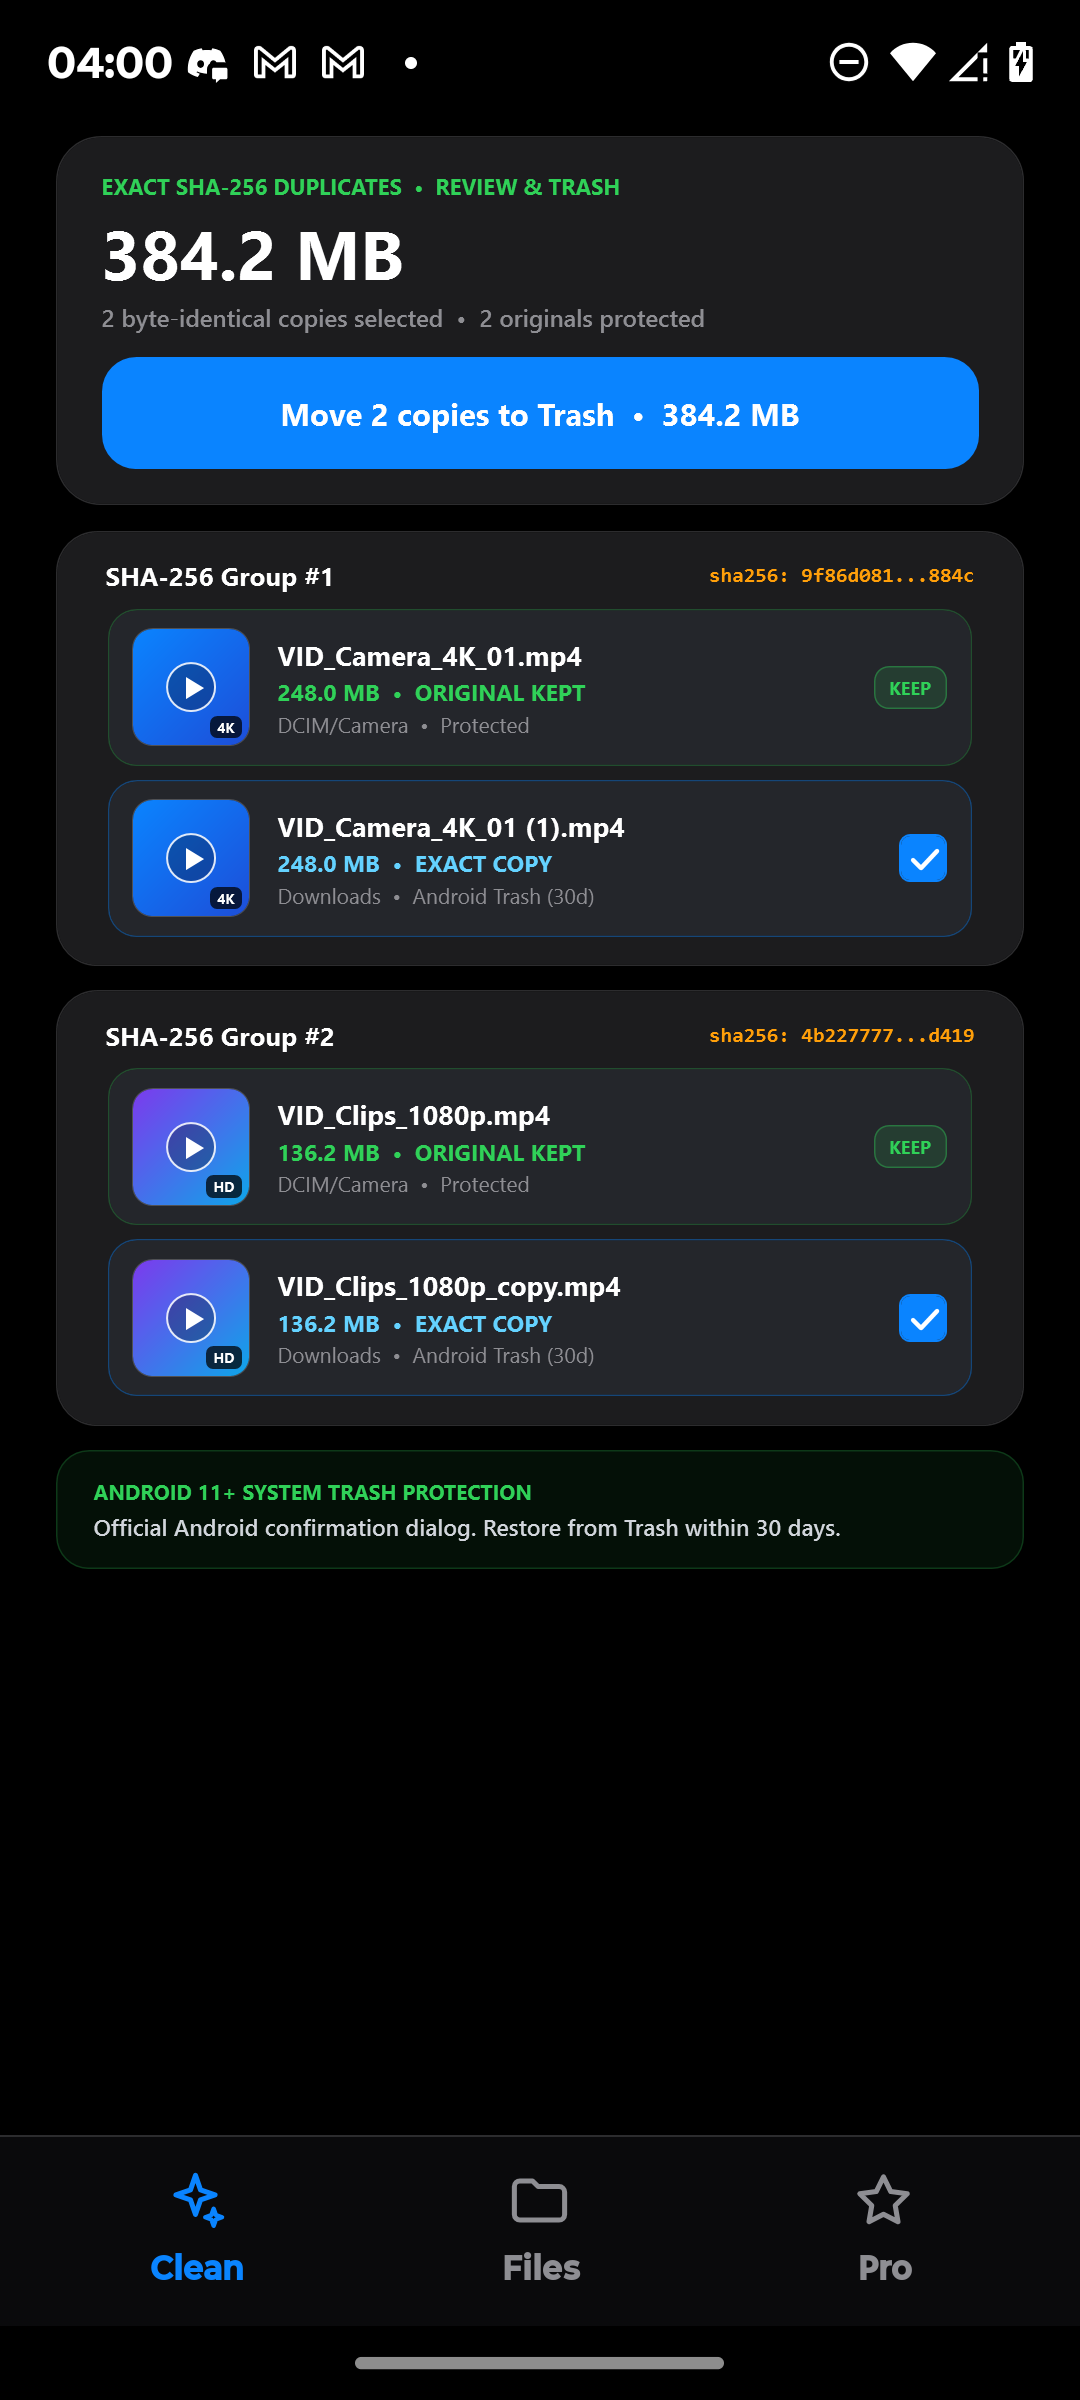 04:00
EXACT SHA-256 DUPLICATES • REVIEW & TRASH
384.2 MB
2 byte-identical copies selected • 2 originals protected
Move 2 copies to Trash • 384.2 MB
SHA-256 Group #1
sha256: 9f86d081...884c
VID_Camera_4K_01.mp4
248.0 MB • ORIGINAL KEPT
DCIM/Camera • Protected
4K
KEEP
VID_Camera_4K_01 (1).mp4
248.0 MB • EXACT COPY
Downloads • Android Trash (30d)
4K
SHA-256 Group #2
sha256: 4b227777...d419
VID_Clips_1080p.mp4
136.2 MB • ORIGINAL KEPT
DCIM/Camera • Protected
HD
KEEP
VID_Clips_1080p_copy.mp4
136.2 MB • EXACT COPY
Downloads • Android Trash (30d)
HD
ANDROID 11+ SYSTEM TRASH PROTECTION
Official Android confirmation dialog. Restore from Trash within 30 days.
Clean
Files
Pro